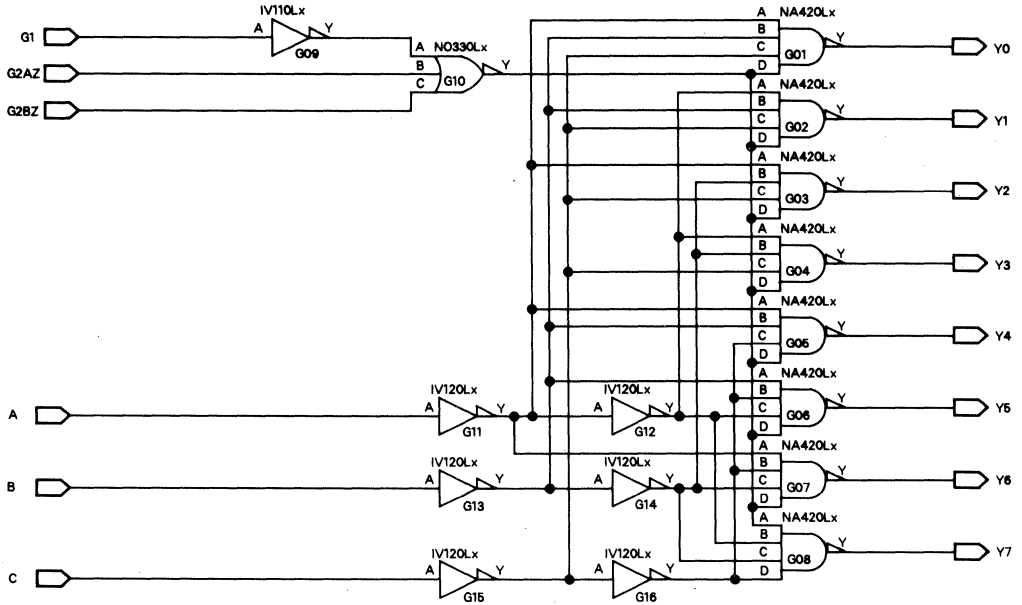 IV110Lx
G1 A Y G09
NO330Lx
G2AZ A B C Y G10
G2BZ
A NA420Lx
B
C
D G01 Y Y0
A NA420Lx
B
C
D G02 Y Y1
A NA420Lx
B
C
D G03 Y Y2
A NA420Lx
B
C
D G04 Y Y3
A NA420Lx
B
C
D G05 Y Y4
A NA420Lx
B
C
D G06 Y Y5
A NA420Lx
B
C
D G07 Y Y6
A NA420Lx
B
C
D G08 Y Y7
IV120Lx IV120Lx
A A Y A Y
G11 G12
IV120Lx IV120Lx
B A Y A Y
G13 G14
IV120Lx IV120Lx
C A Y A Y
G15 G16